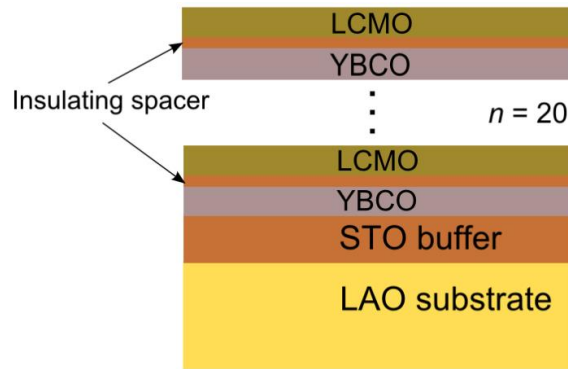 LCMO
YBCO
Insulating spacer
n = 20
LCMO
YBCO
STO buffer
LAO substrate